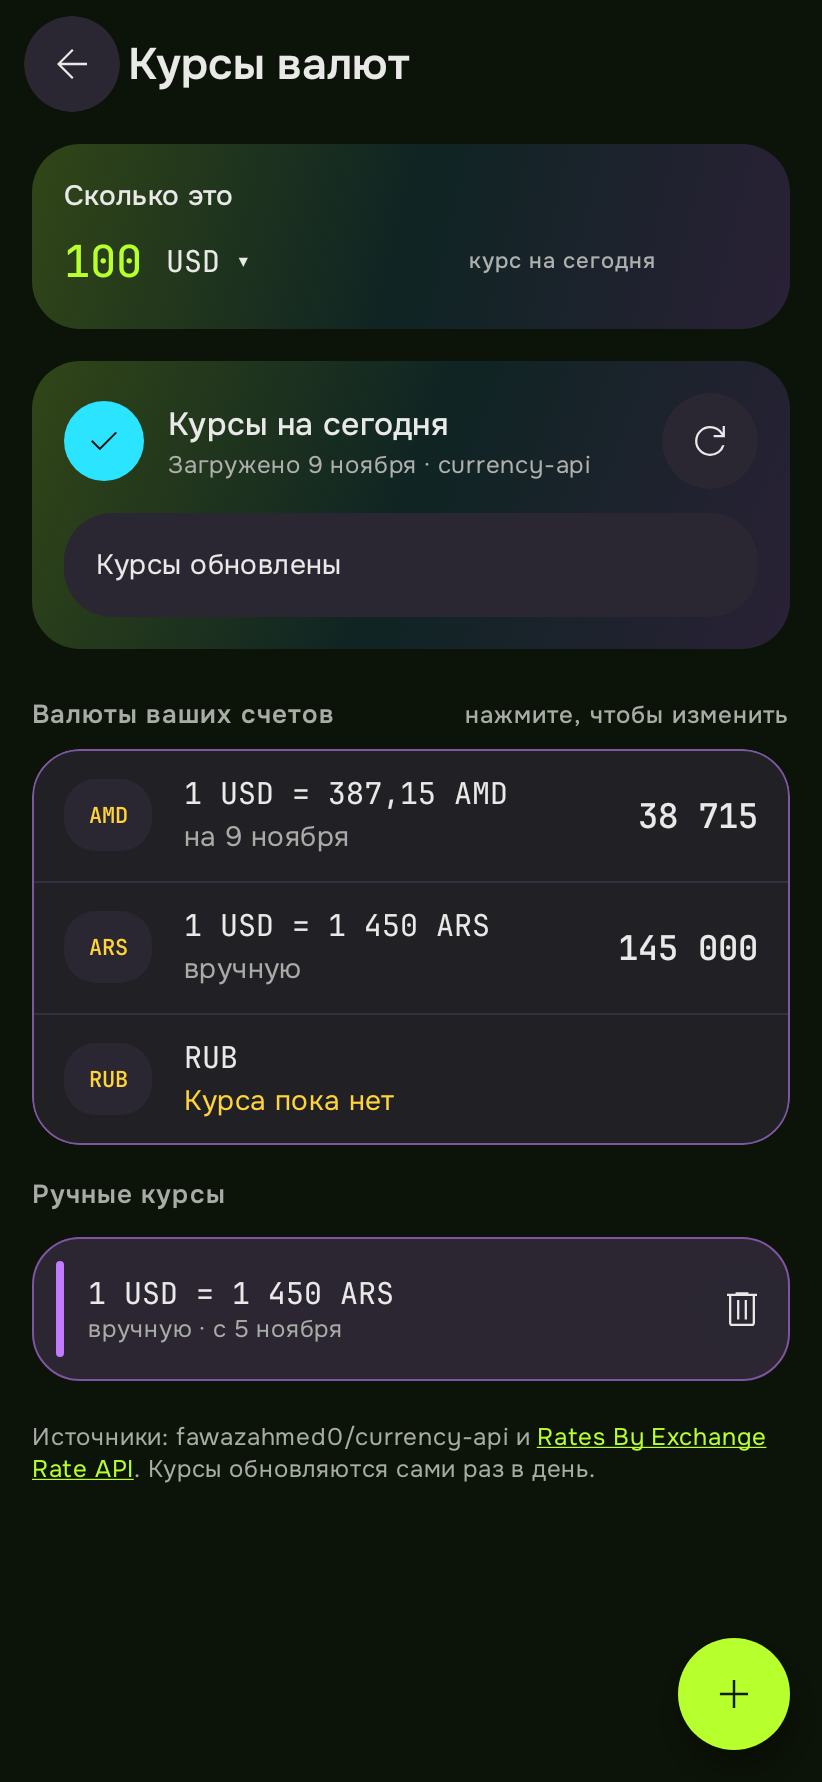 Курсы валют
Сколько это
100 USD ▾ курс на сегодня
Курсы на сегодня
Загружено 9 ноября · currency-api
Курсы обновлены
Валюты ваших счетов нажмите, чтобы изменить
AMD 1 USD = 387,15 AMD 38 715
на 9 ноября
ARS 1 USD = 1 450 ARS 145 000
вручную
RUB RUB
Курса пока нет
Ручные курсы
1 USD = 1 450 ARS
вручную · с 5 ноября
Источники: fawazahmed0/currency-api и Rates By Exchange
Rate API. Курсы обновляются сами раз в день.